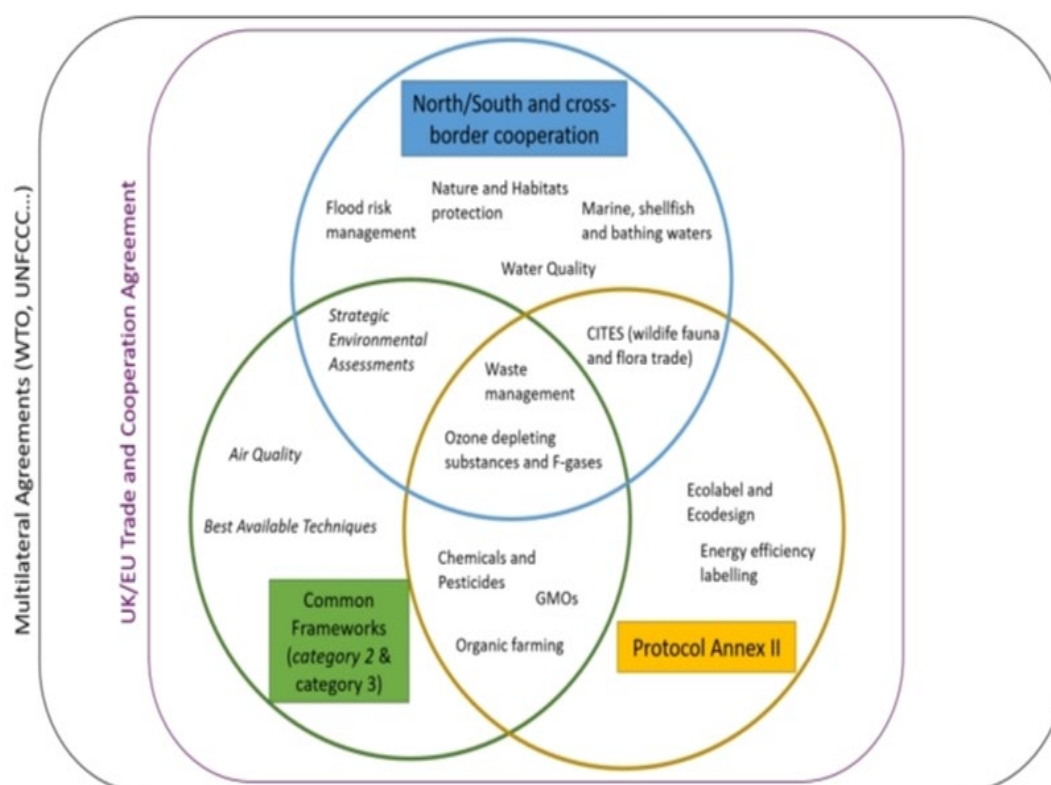 Multilateral Agreements (WTO, UNFCCC...)
UK/EU Trade and Cooperation Agreement
North/South and cross-
border cooperation
Nature and Habitats
protection
Flood risk
management
Marine, shellfish
and bathing waters
Water Quality
Strategic
Environmental
Assessments
CITES (wildife fauna
and flora trade)
Waste
management
Ozone depleting
substances and F-gases
Air Quality
Best Available Techniques
Ecolabel and
Ecodesign
Energy efficiency
labelling
Chemicals and
Pesticides
GMOs
Organic farming
Common
Frameworks
(category 2 &
category 3)
Protocol Annex II